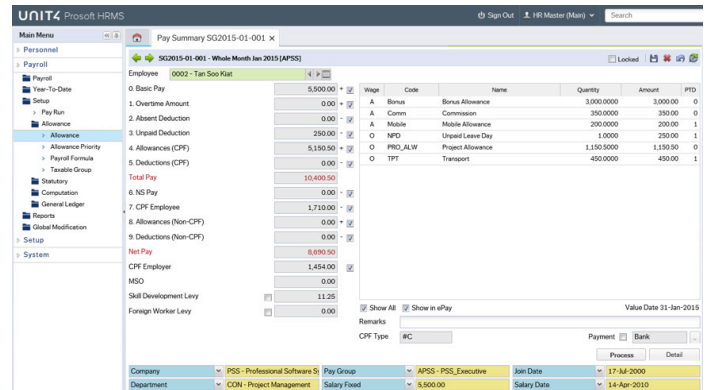 UNIT4 Prosoft HRMS
Sign Out HR Master (Main) Search
Main Menu
Pay Summary SG2015-01-001 ×
Personnel
Payroll
Payroll
Year-To-Date
Setup
Pay Run
Allowance
Allowance
Allowance Priority
Payroll Formula
Taxable Group
Statutory
Computation
General Ledger
Reports
Global Modification
Setup
System
SG2015-01-001 - Whole Month Jan 2015 [APSS]
Locked
Employee 0002 - Tan Soo Kiat
0. Basic Pay 5,500.00 +
1. Overtime Amount 0.00 +
2. Absent Deduction 0.00 -
3. Unpaid Deduction 250.00 -
4. Allowances (CPF) 5,150.50 +
5. Deductions (CPF) 0.00 -
Total Pay 10,400.50
6. NS Pay 0.00 -
7. CPF Employee 1,710.00 -
8. Allowances (Non-CPF) 0.00 +
9. Deductions (Non-CPF) 0.00 -
Net Pay 8,690.50
CPF Employer 1,454.00
MSO 0.00
Skill Development Levy 11.25
Foreign Worker Levy 0.00
Wage Code Name Quantity Amount PTD
A Bonus Bonus Allowance 3,000.0000 3,000.00 0
A Comm Commission 350.0000 350.00 0
A Mobile Mobile Allowance 200.0000 200.00 1
O NPD Unpaid Leave Day 1.0000 250.00 1
O PRO_ALW Project Allowance 1,150.5000 1,150.50 0
O TPT Transport 450.0000 450.00 1
Show All Show in ePay Value Date 31-Jan-2015
Remarks
CPF Type #C Payment Bank ..
Process Detail
Company PSS - Professional Software Sy Pay Group APSS - PSS_Executive Join Date 17-Jul-2000
Department CON - Project Management Salary Fixed 5,500.00 Salary Date 14-Apr-2010